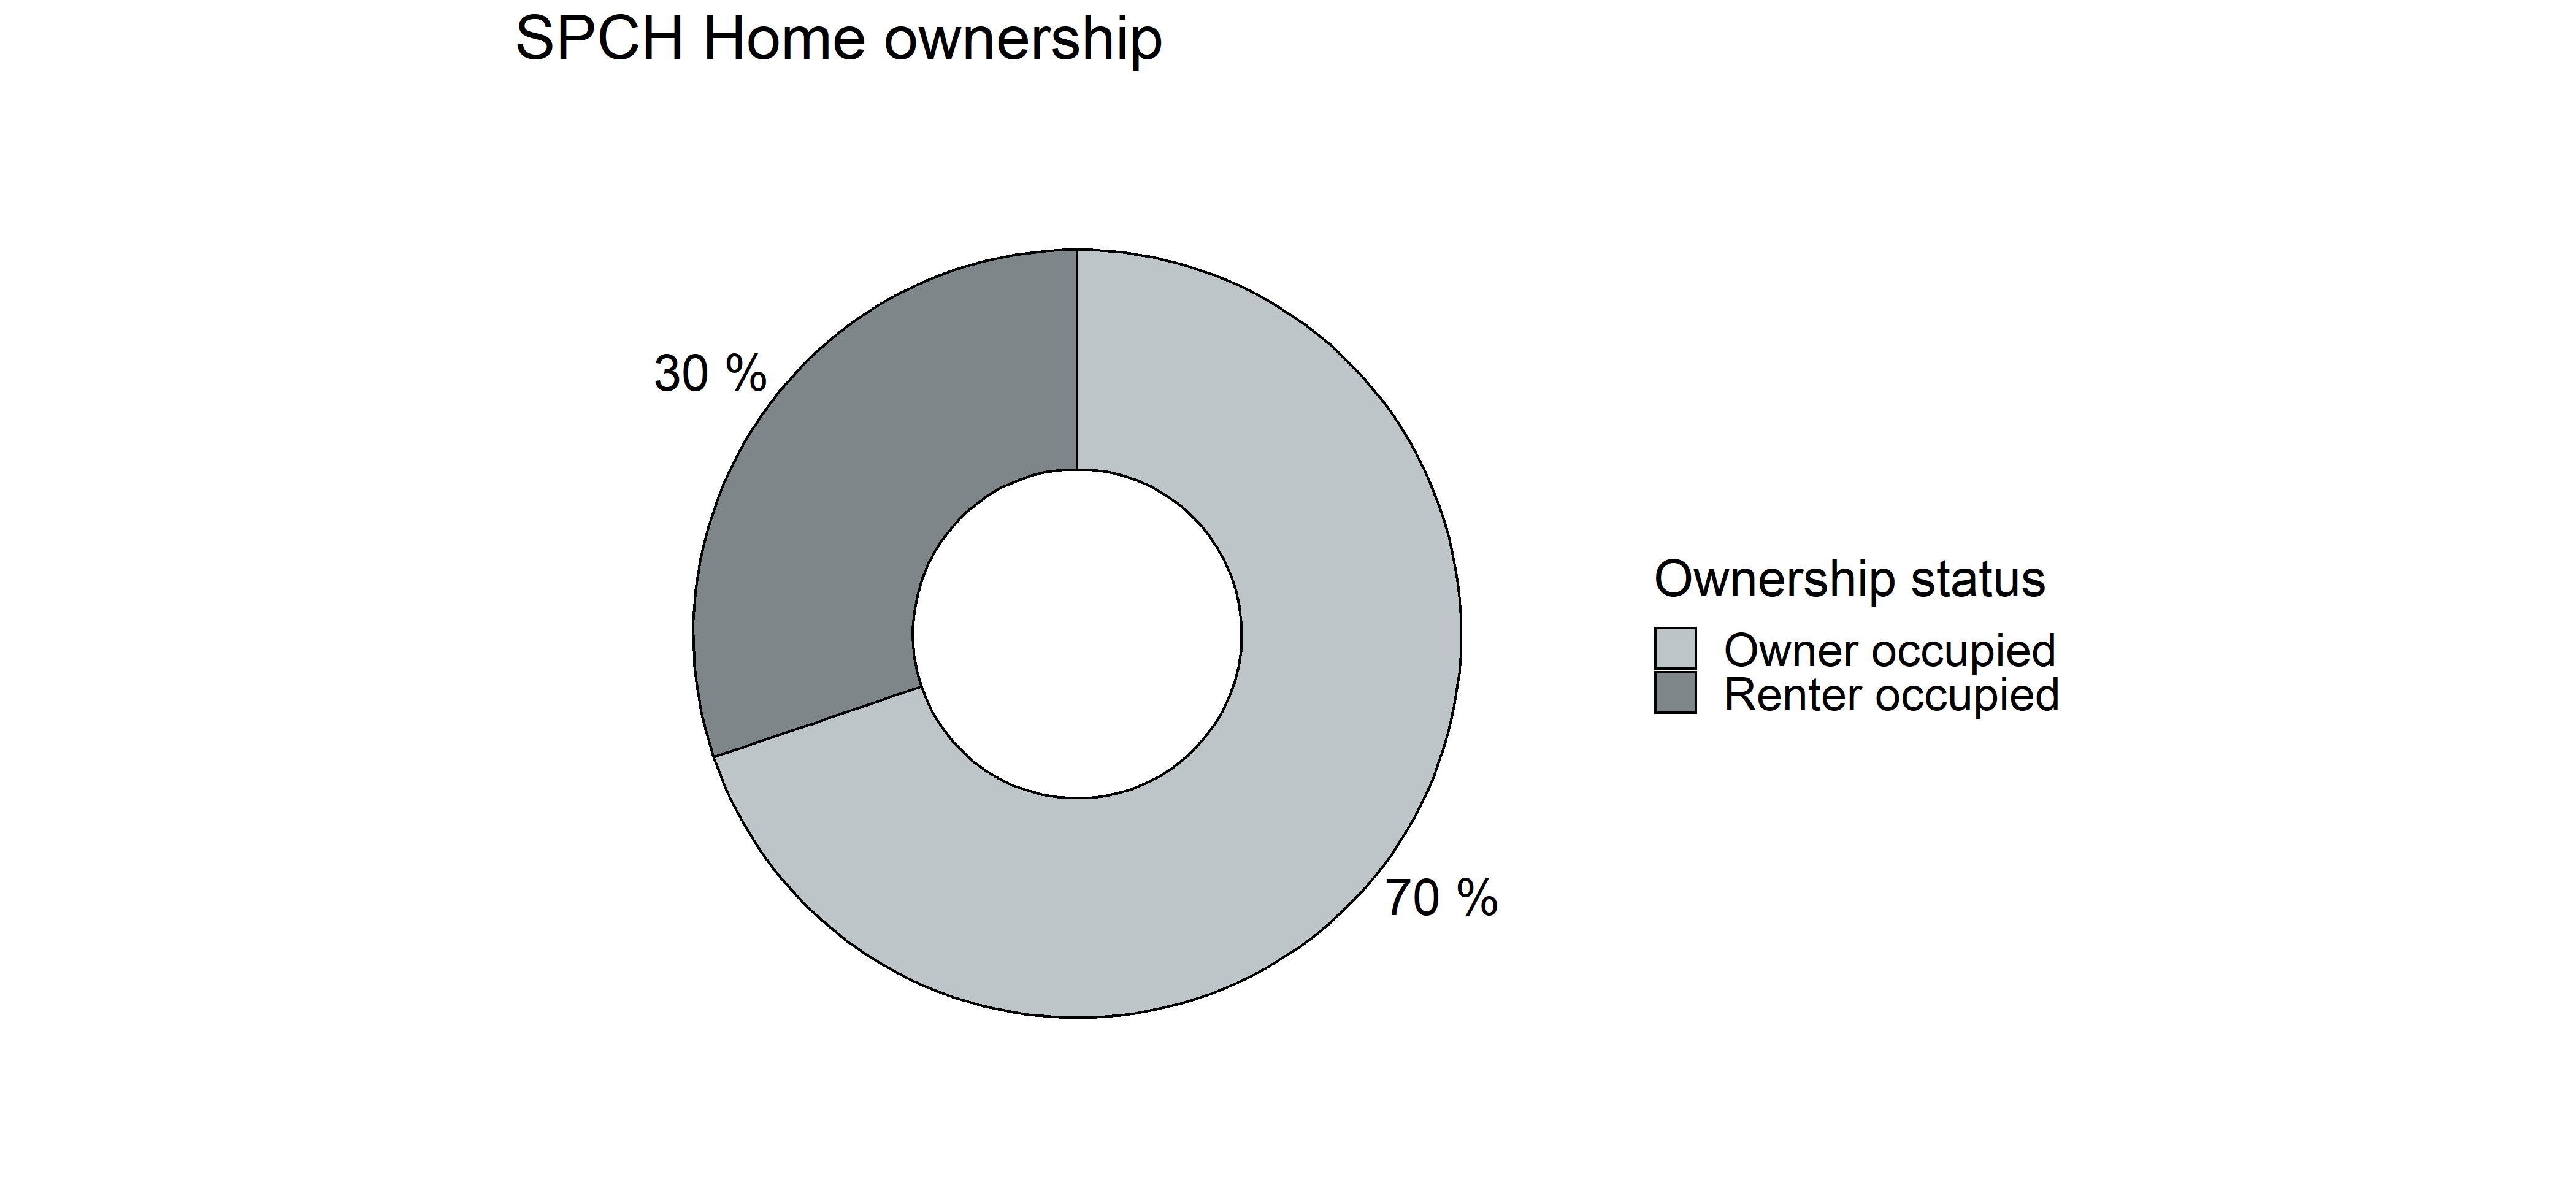 SPCH Home ownership
30 %
70 %
Ownership status
Owner occupied
Renter occupied